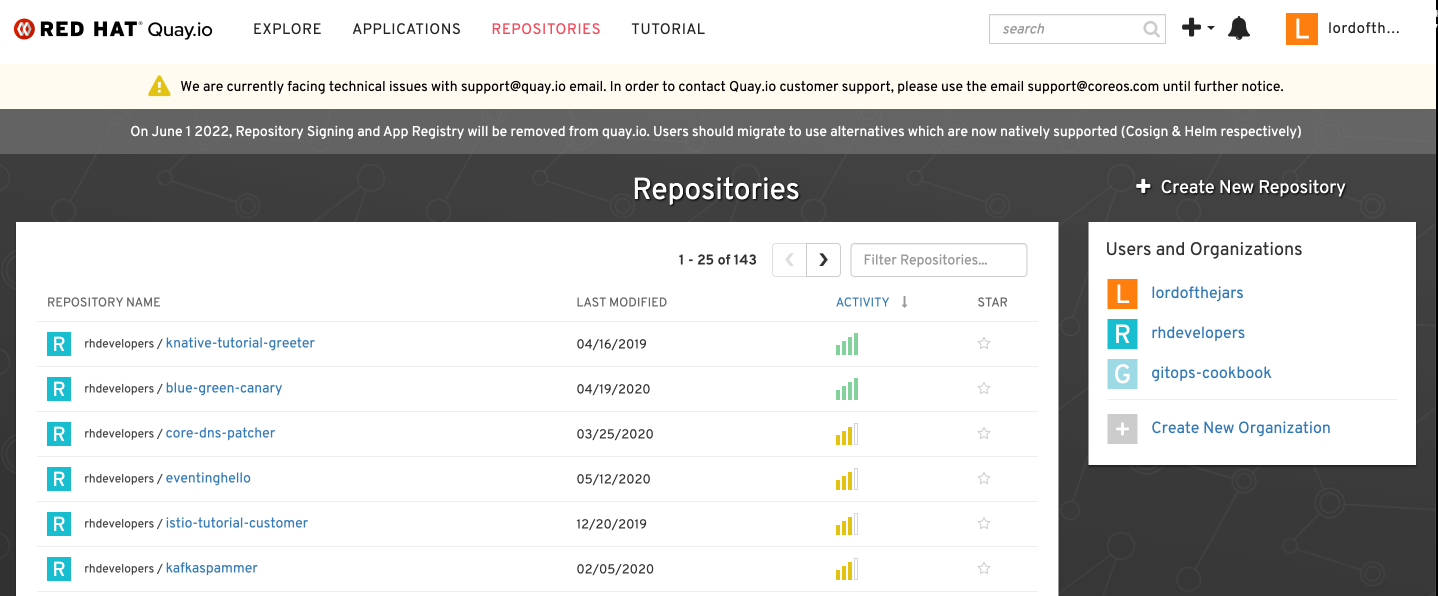 RED HAT® Quay.io EXPLORE APPLICATIONS REPOSITORIES TUTORIAL search L lordofth...
We are currently facing technical issues with support@quay.io email. In order to contact Quay.io customer support, please use the email support@coreos.com until further notice.
On June 1 2022, Repository Signing and App Registry will be removed from quay.io. Users should migrate to use alternatives which are now natively supported (Cosign & Helm respectively)
Repositories
+ Create New Repository
1 - 25 of 143 Filter Repositories...
REPOSITORY NAME LAST MODIFIED ACTIVITY ↓ STAR
R rhdevelopers / knative-tutorial-greeter 04/16/2019
R rhdevelopers / blue-green-canary 04/19/2020
R rhdevelopers / core-dns-patcher 03/25/2020
R rhdevelopers / eventinghello 05/12/2020
R rhdevelopers / istio-tutorial-customer 12/20/2019
R rhdevelopers / kafkaspammer 02/05/2020
Users and Organizations
L lordofthejars
R rhdevelopers
G gitops-cookbook
+ Create New Organization